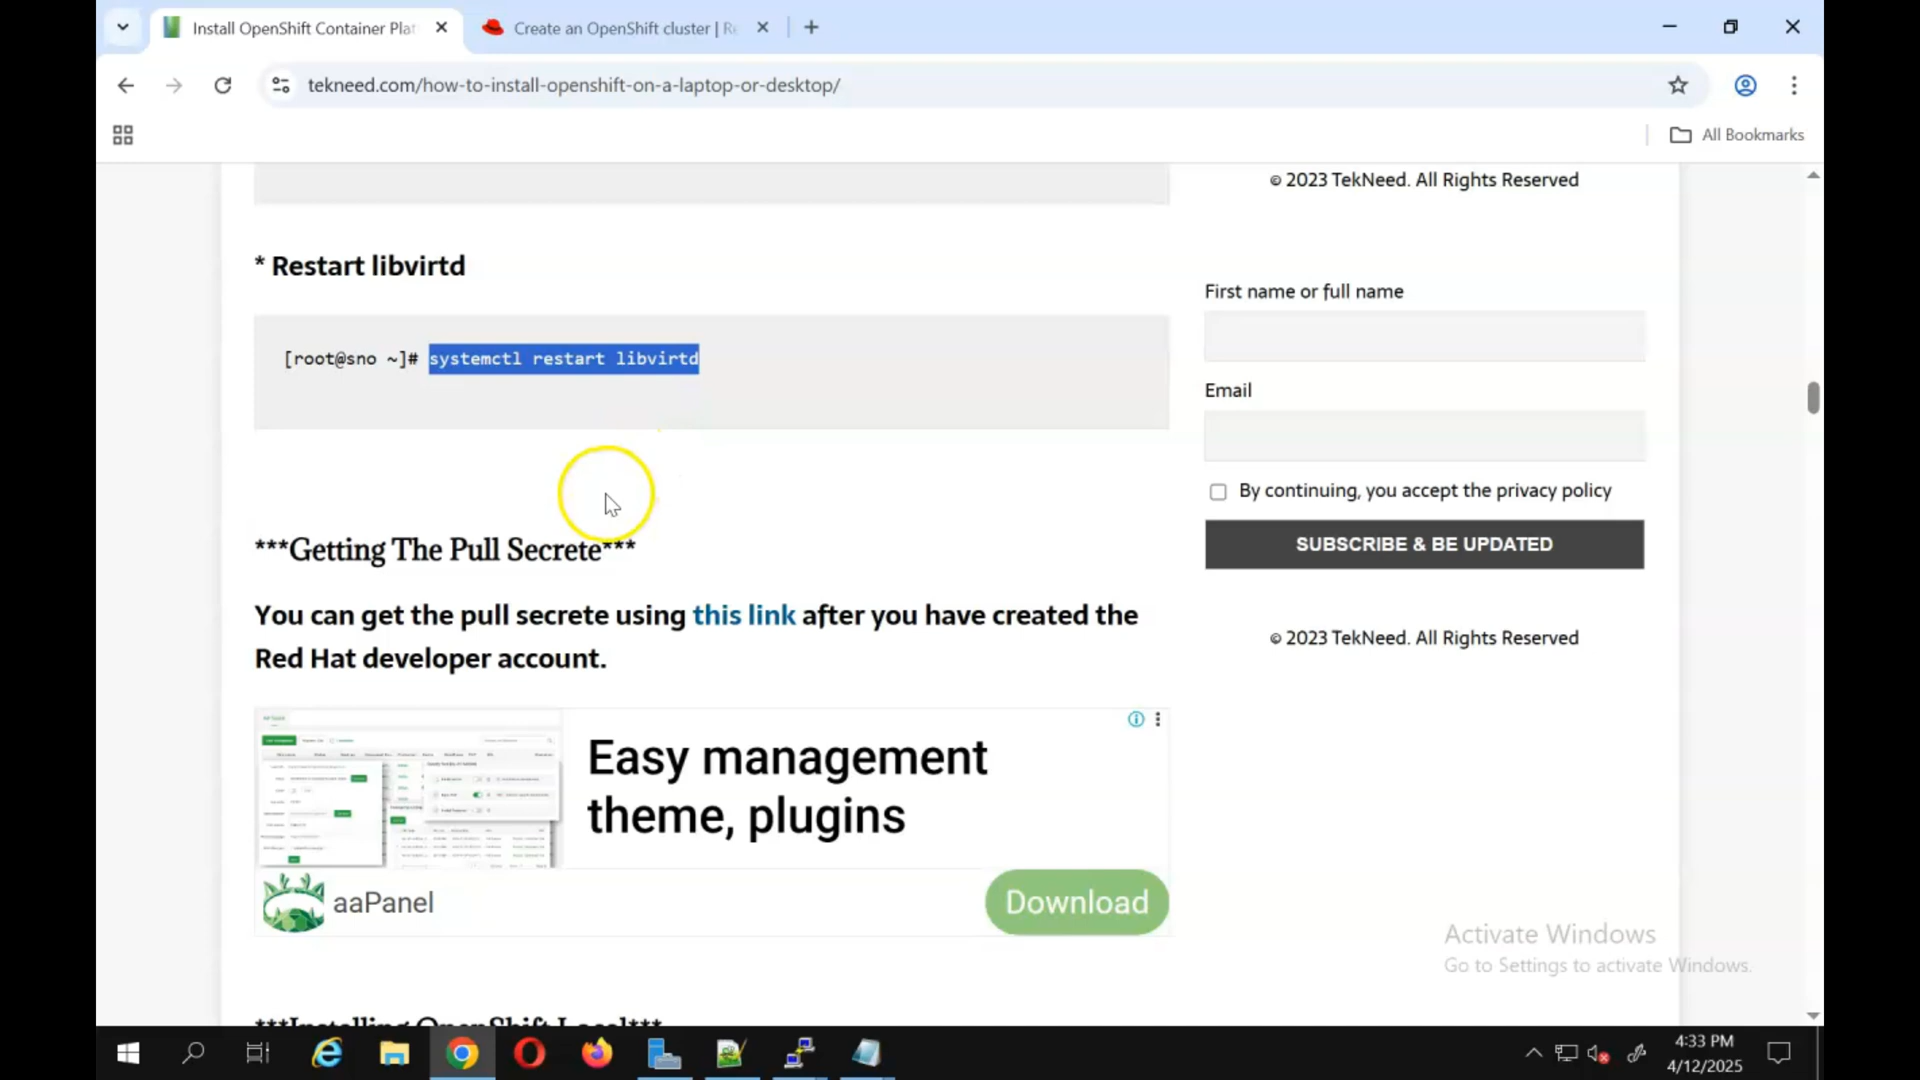 Install OpenShift Container Plat
Create an OpenShift cluster | Re
tekneed.com/how-to-install-openshift-on-a-laptop-or-desktop/
All Bookmarks
© 2023 TekNeed. All Rights Reserved
* Restart libvirtd
First name or full name
[root@sno ~]# systemctl restart libvirtd
Email
By continuing, you accept the privacy policy
SUBSCRIBE & BE UPDATED
***Getting The Pull Secrete***
You can get the pull secrete using this link after you have created the
Red Hat developer account.
© 2023 TekNeed. All Rights Reserved
Easy management
theme, plugins
aaPanel
Download
Activate Windows
Go to Settings to activate Windows.
***Installing OpenShift Local***
4:33 PM
4/12/2025